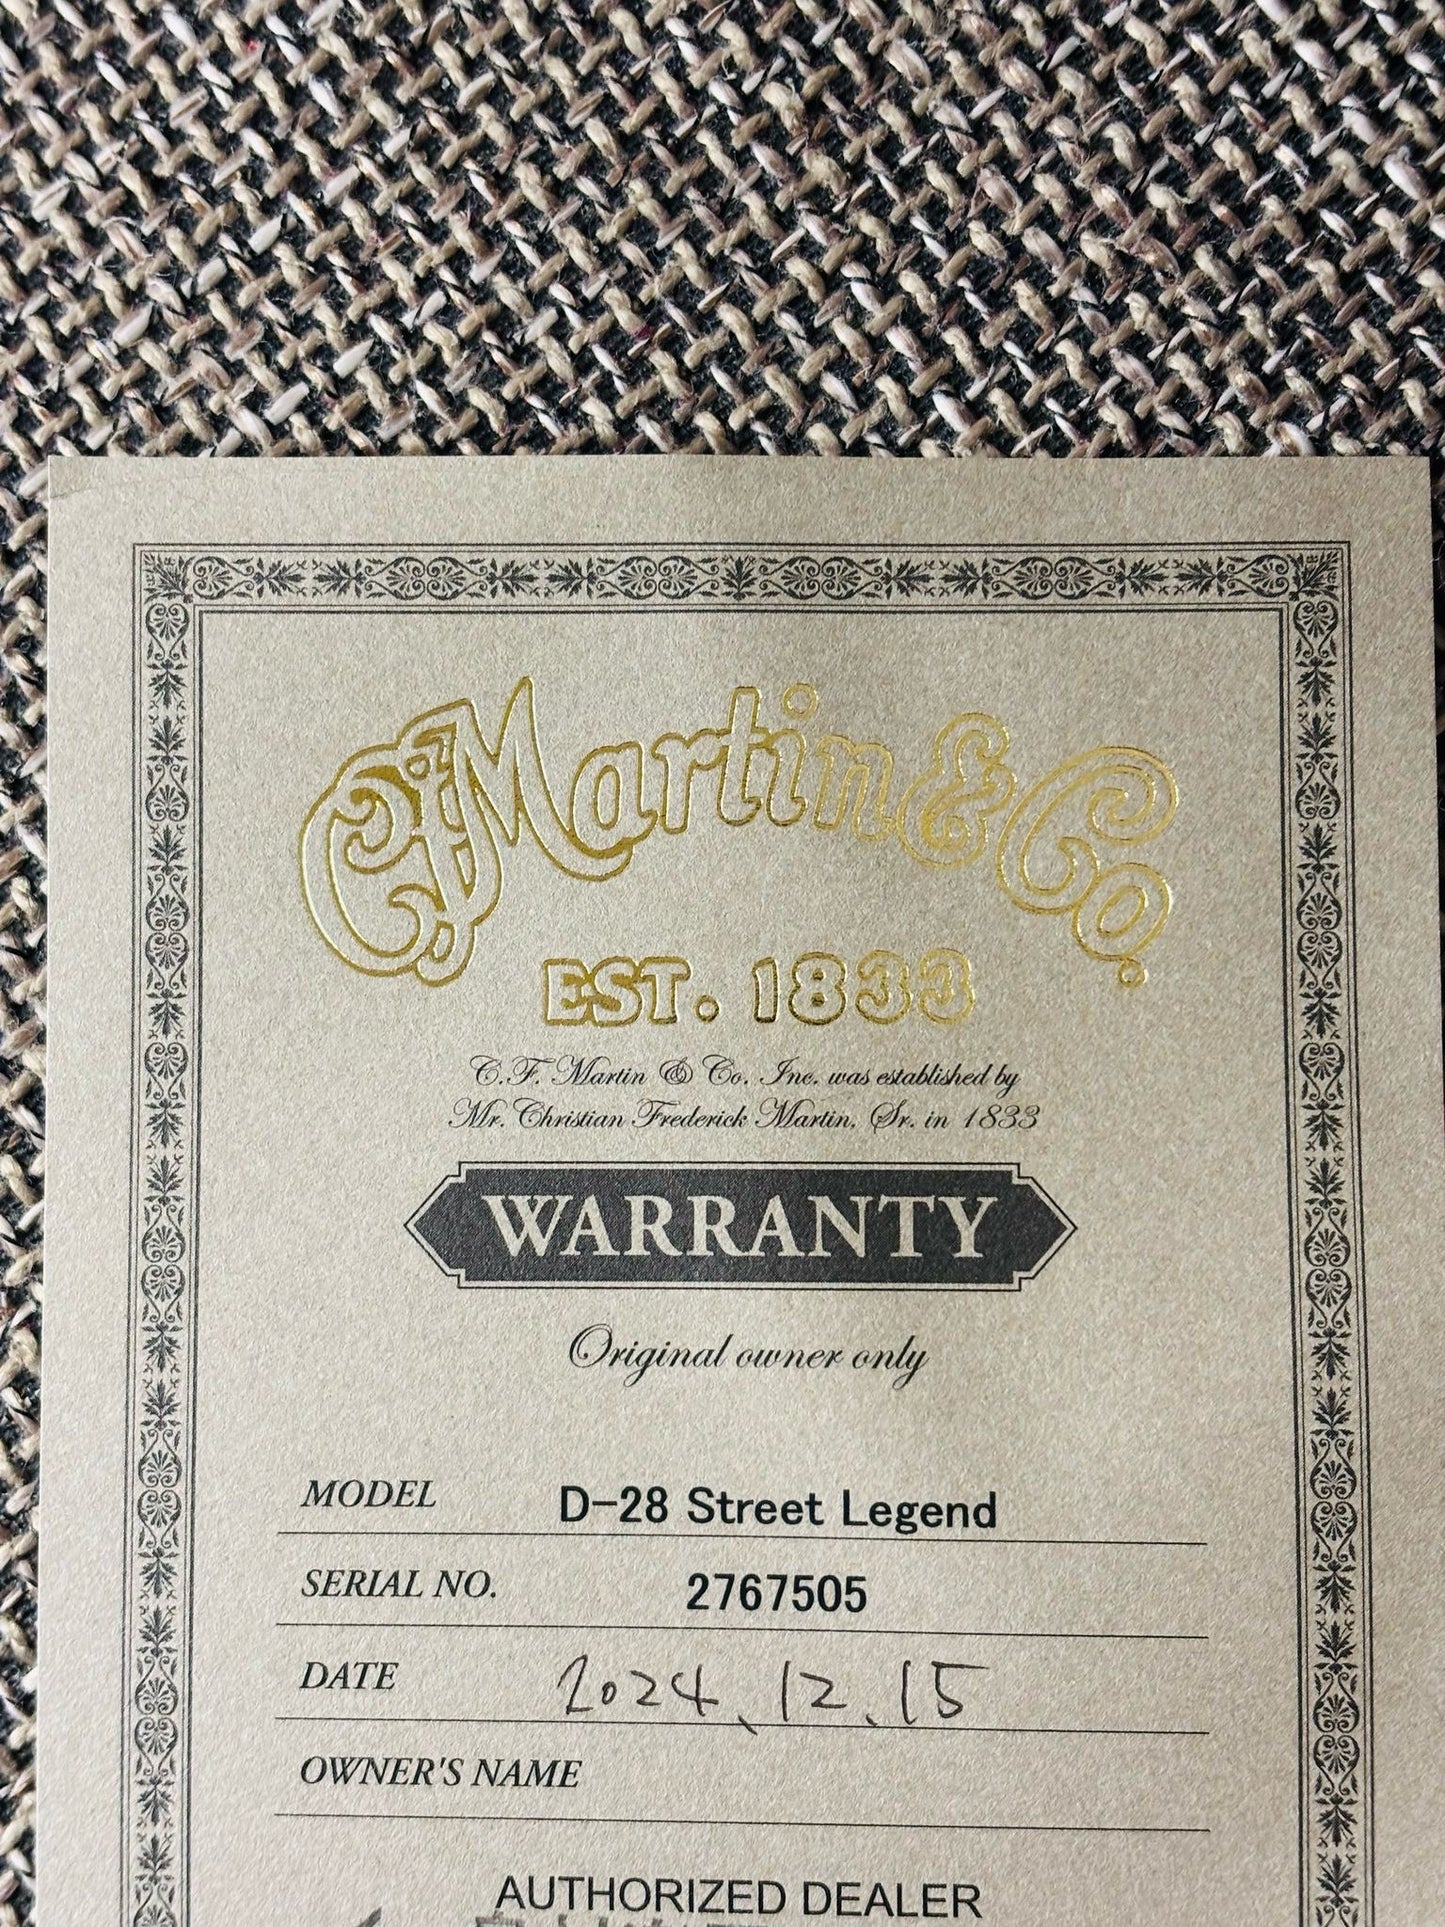 C.F. Martin & Co.
EST. 1833
C.F. Martin & Co. Inc. was established by
Mr. Christian Frederick Martin, Sr. in 1833
WARRANTY
Original owner only
MODEL D-28 Street Legend
SERIAL NO. 2767505
DATE 2024.12.15
OWNER'S NAME
AUTHORIZED DEALER